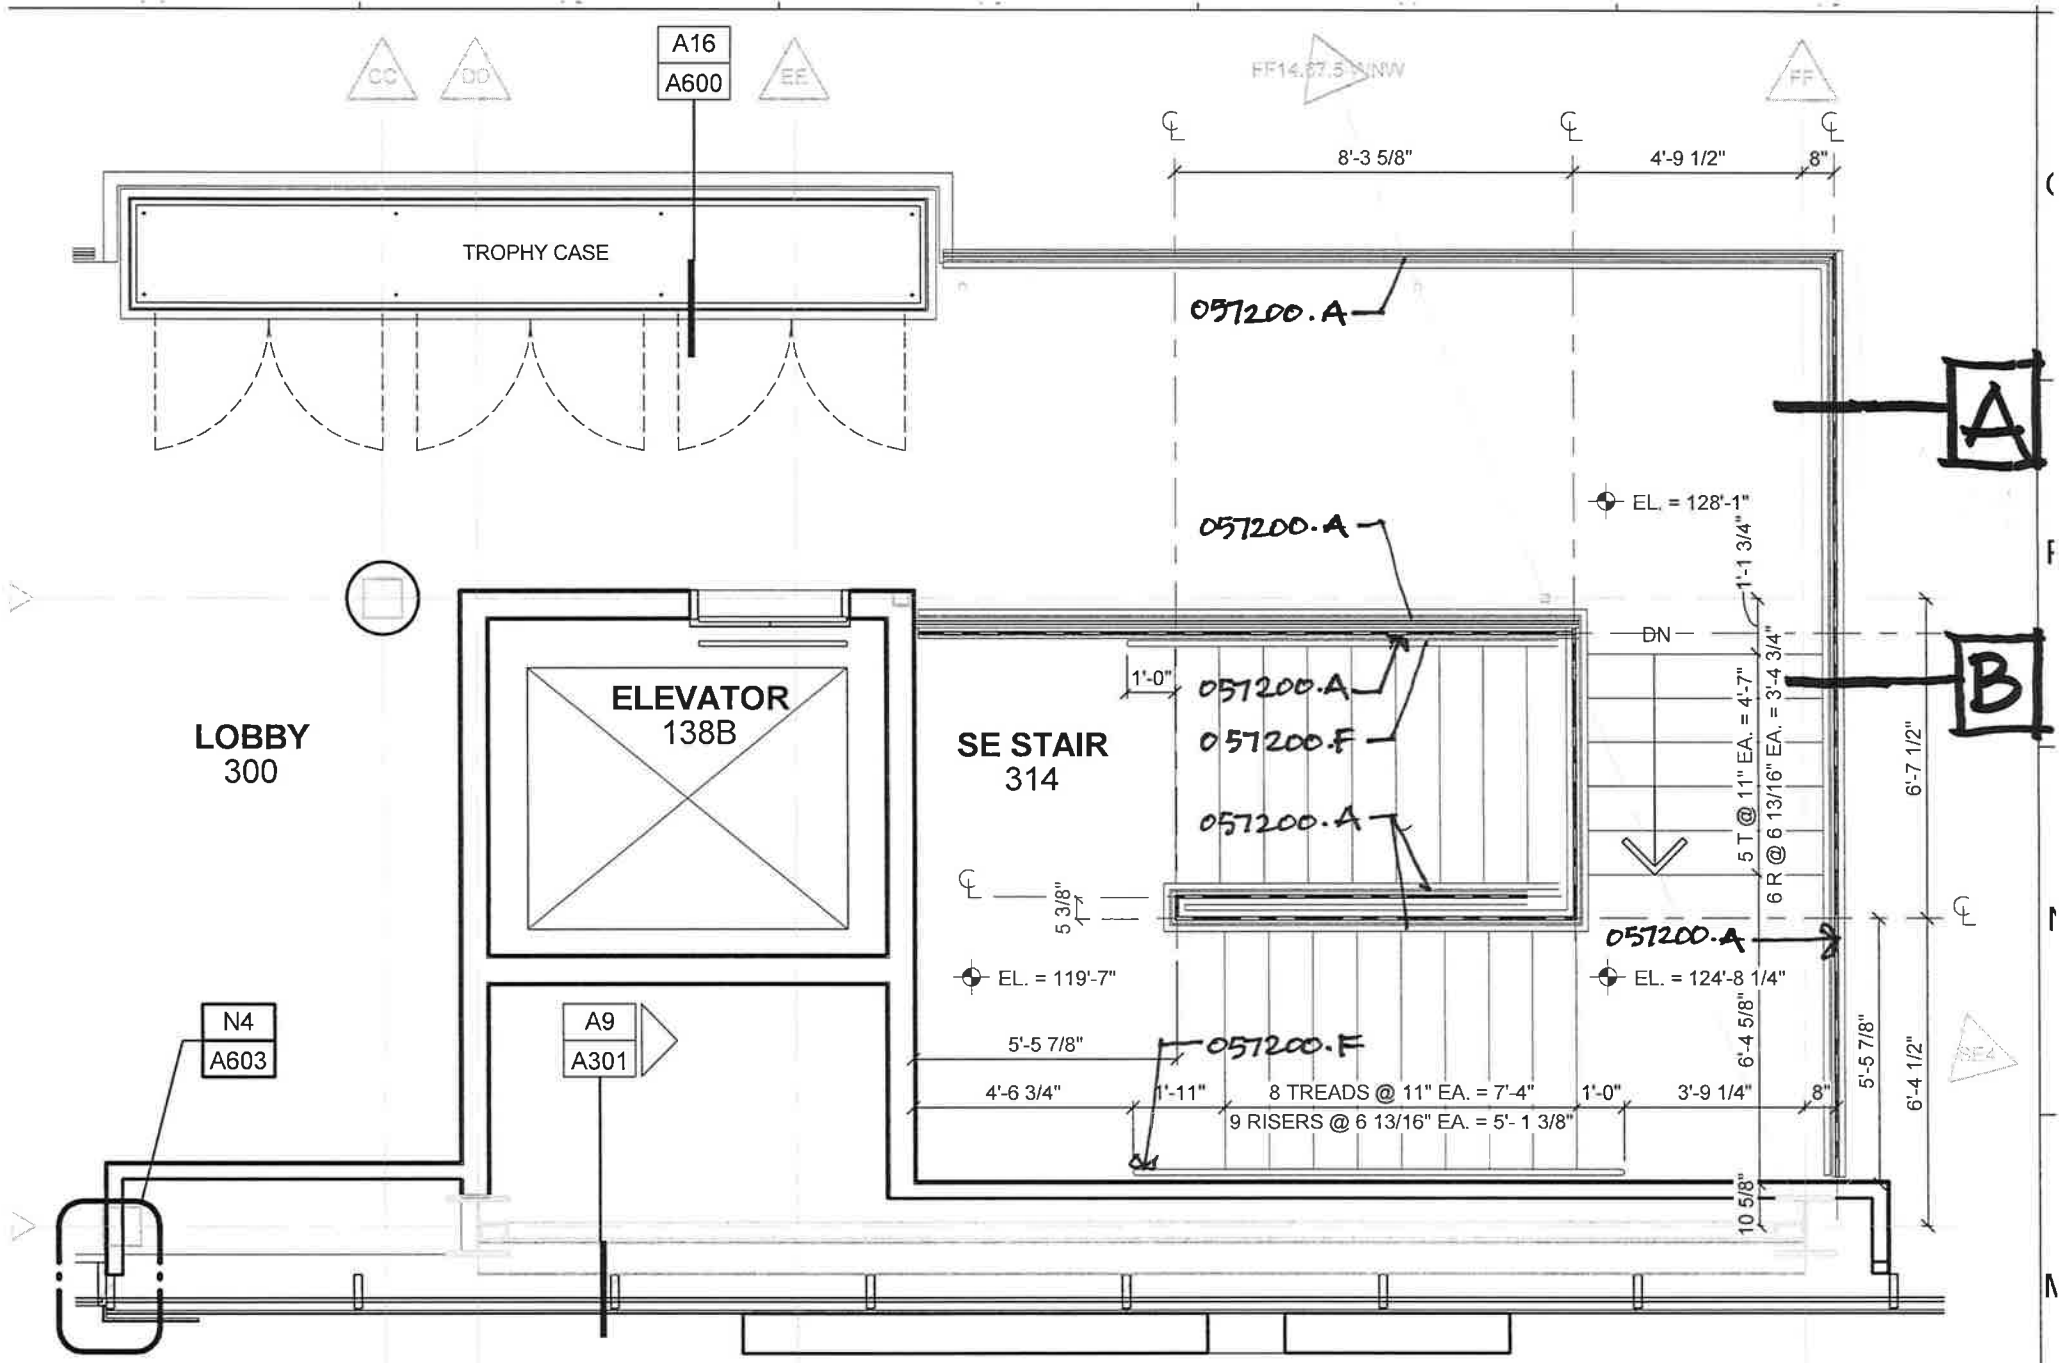 A16
A600
CC
DD
EE
FF
℄
℄
℄
8'-3 5/8"
4'-9 1/2"
8"
TROPHY CASE
057200.A
A
EL. = 128'-1"
057200.A
1'-1 3/4"
DN
1'-0"
057200.A
B
ELEVATOR
138B
LOBBY
300
SE STAIR
314
057200.F
057200.A
5 T @ 11" EA. = 4'-7"
6 R @ 6 13/16" EA. = 3'-4 3/4"
6'-7 1/2"
℄
5 3/8"
℄
057200.A
EL. = 119'-7"
EL. = 124'-8 1/4"
N4
A603
A9
A301
5'-5 7/8"
057200.F
6'-4 5/8"
5'-5 7/8"
6'-4 1/2"
4'-6 3/4"
1'-11"
8 TREADS @ 11" EA. = 7'-4"
1'-0"
3'-9 1/4"
8"
9 RISERS @ 6 13/16" EA. = 5'- 1 3/8"
10 5/8"